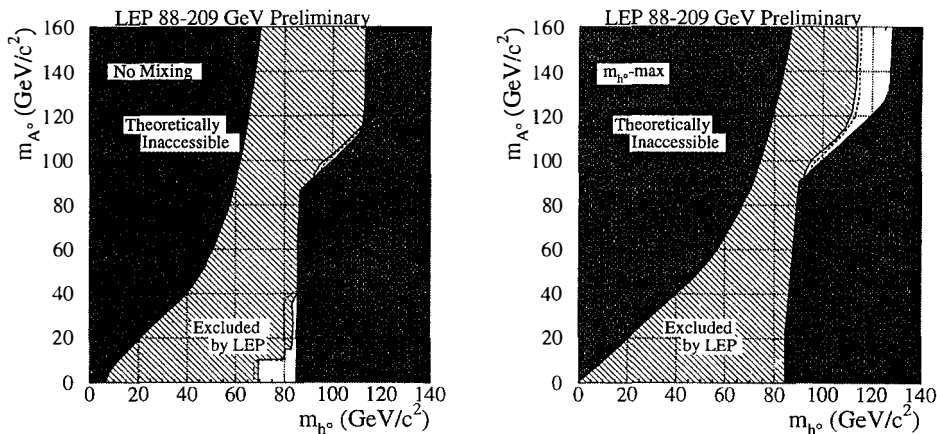 LEP 88-209 GeV Preliminary
m_A° (GeV/c²)
160
140
120
100
80
60
40
20
0
No Mixing
Theoretically
Inaccessible
Excluded
by LEP
0 20 40 60 80 100 120 140
m_h° (GeV/c²)
LEP 88-209 GeV Preliminary
m_A° (GeV/c²)
160
140
120
100
80
60
40
20
0
m_h°-max
Theoretically
Inaccessible
Excluded
by LEP
0 20 40 60 80 100 120 140
m_h° (GeV/c²)